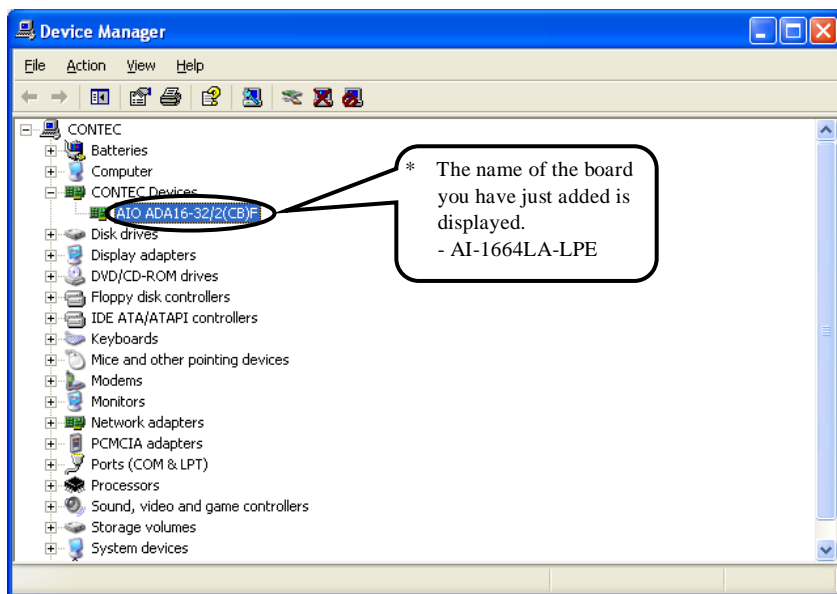 Device Manager
File Action View Help
CONTEC
Batteries
Computer
CONTEC Devices
AIO ADA16-32/2(CB)F
* The name of the board
you have just added is
displayed.
- AI-1664LA-LPE
Disk drives
Display adapters
DVD/CD-ROM drives
Floppy disk controllers
IDE ATA/ATAPI controllers
Keyboards
Mice and other pointing devices
Modems
Monitors
Network adapters
PCMCIA adapters
Ports (COM & LPT)
Processors
Sound, video and game controllers
Storage volumes
System devices